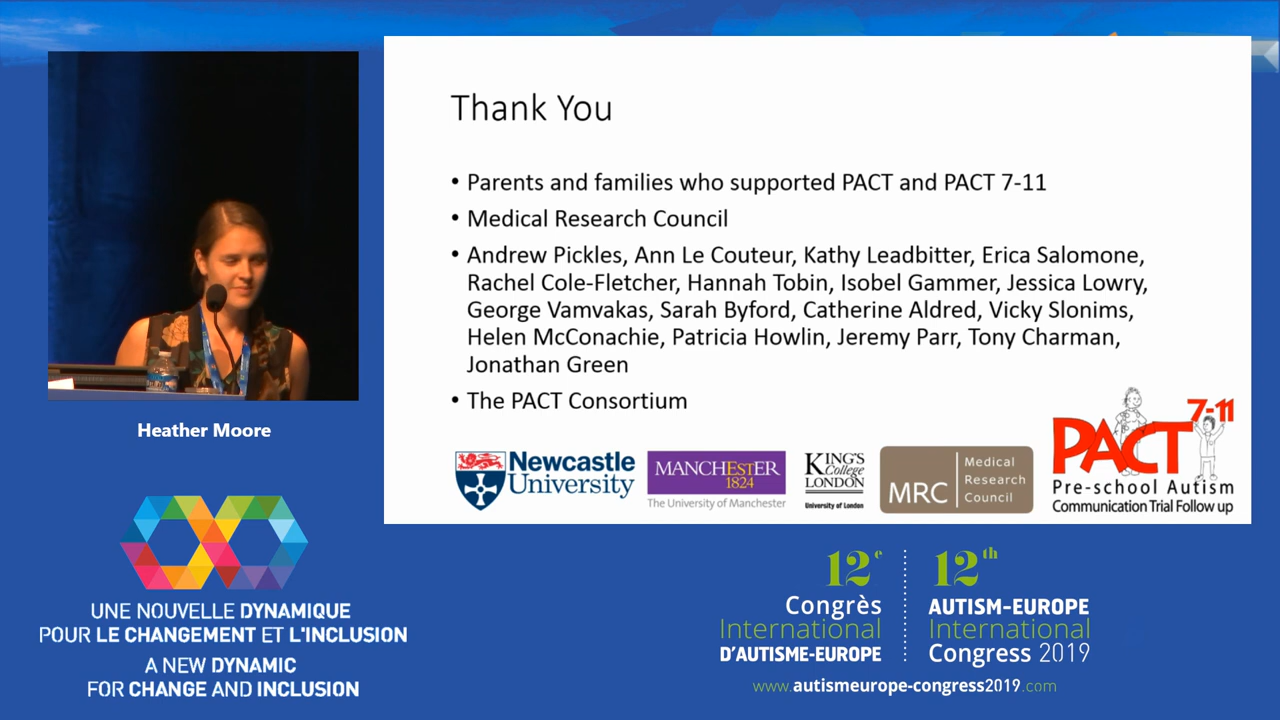 Thank You
• Parents and families who supported PACT and PACT 7-11
• Medical Research Council
• Andrew Pickles, Ann Le Couteur, Kathy Leadbitter, Erica Salomone,
Rachel Cole-Fletcher, Hannah Tobin, Isobel Gammer, Jessica Lowry,
George Vamvakas, Sarah Byford, Catherine Aldred, Vicky Slonims,
Helen McConachie, Patricia Howlin, Jeremy Parr, Tony Charman,
Jonathan Green
• The PACT Consortium
Newcastle
University
MANCHESTER
1824
The University of Manchester
KING'S
College
LONDON
University of London
MRC
Medical
Research
Council
PACT 7-11
Pre-school Autism
Communication Trial Follow up
Heather Moore
UNE NOUVELLE DYNAMIQUE
POUR LE CHANGEMENT ET L'INCLUSION
A NEW DYNAMIC
FOR CHANGE AND INCLUSION
12e
Congrès
International
D'AUTISME-EUROPE
12th
AUTISM-EUROPE
International
Congress 2019
www.autismeurope-congress2019.com